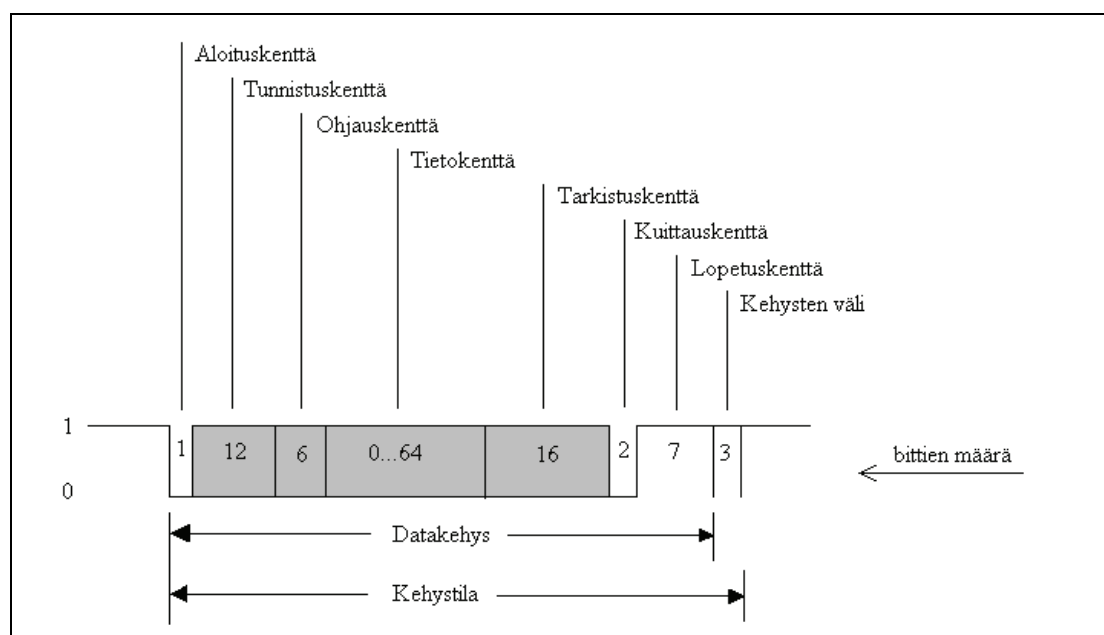 Aloituskenttä
Tunnistuskenttä
Ohjauskenttä
Tietokenttä
Tarkistuskenttä
Kuittauskenttä
Lopetuskenttä
Kehysten väli
1
1 12 6 0...64 16 2 7 3
bittien määrä
0
Datakehys
Kehystila